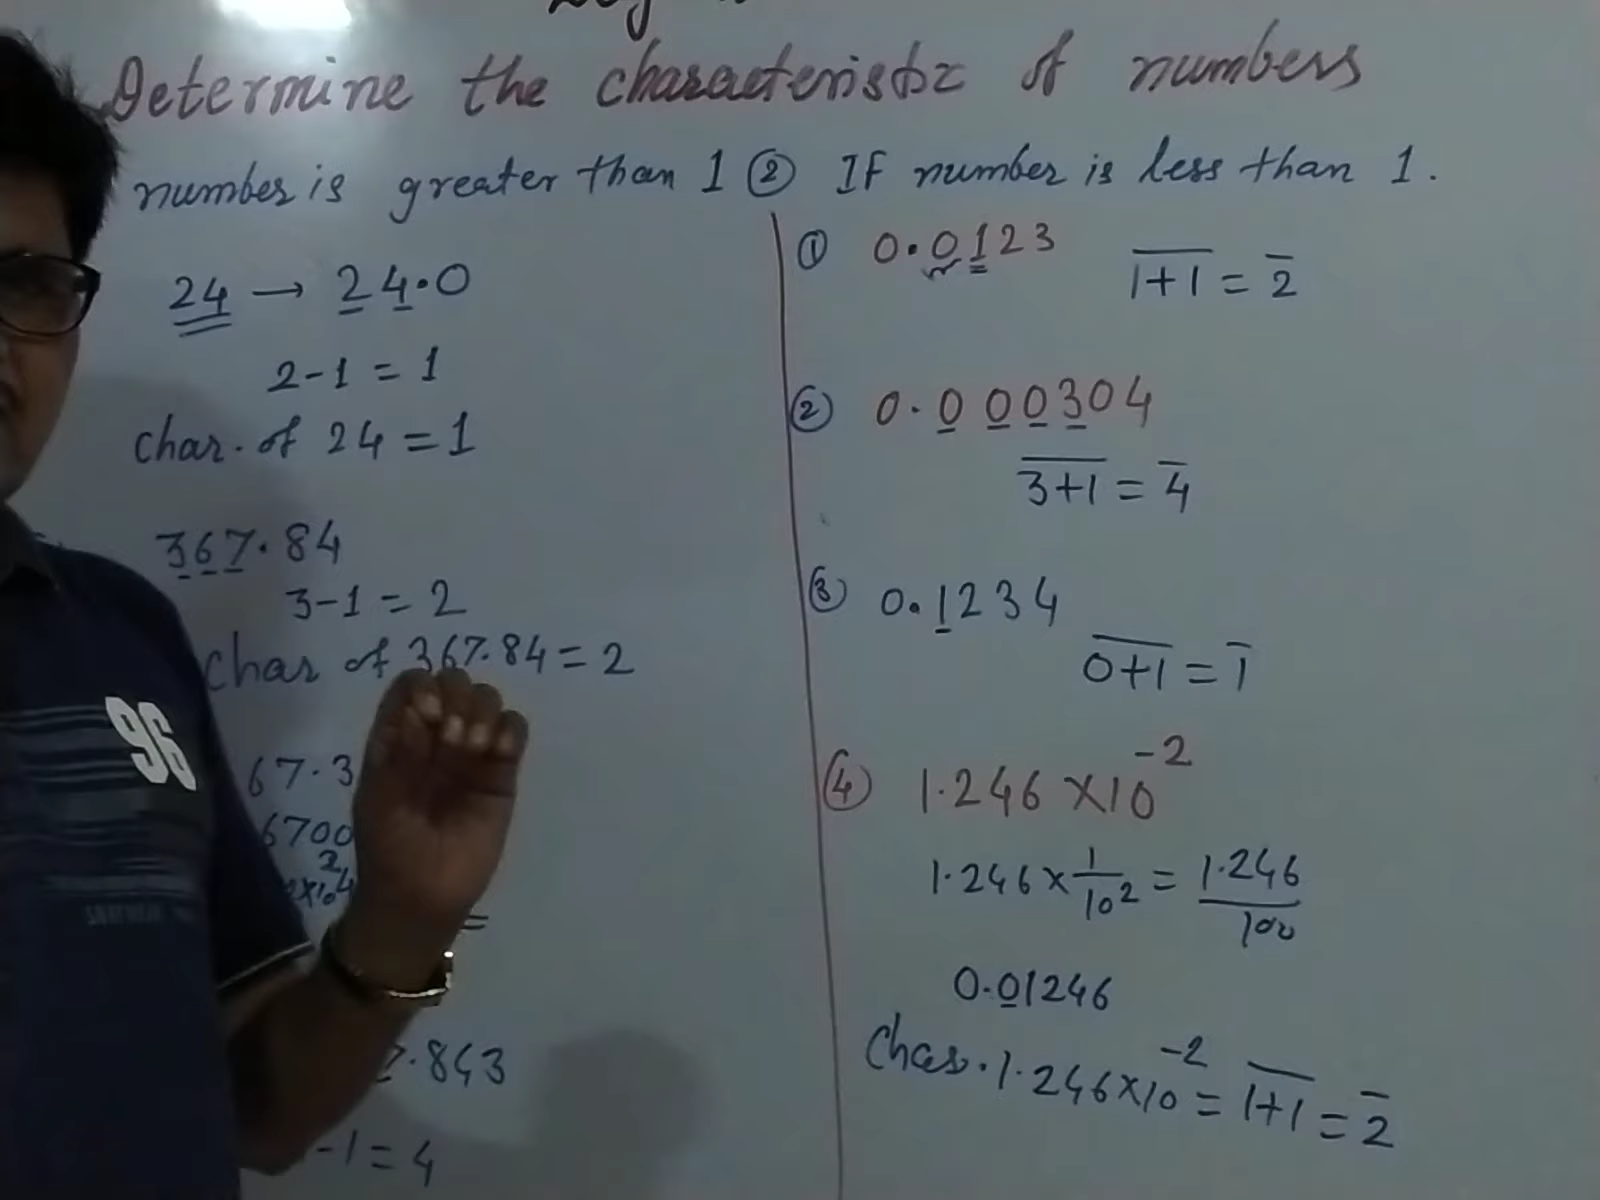 Determine the characteristic of numbers
number is greater than 1 ② If number is less than 1.
24 → 24.0
2-1 = 1
char. of 24 = 1
367.84
3-1 = 2
char of 367.84 = 2
67.3
6700
.843
-1 = 4
① 0.0123
1+1 = 2̅
② 0.000304
3+1 = 4̅
③ 0.1234
0+1 = 1̅
④ 1.246 ×10⁻²
1.246 × 1/10² = 1.246/100
0.01246
Char. 1.246×10⁻² = 1+1 = 2̅
96